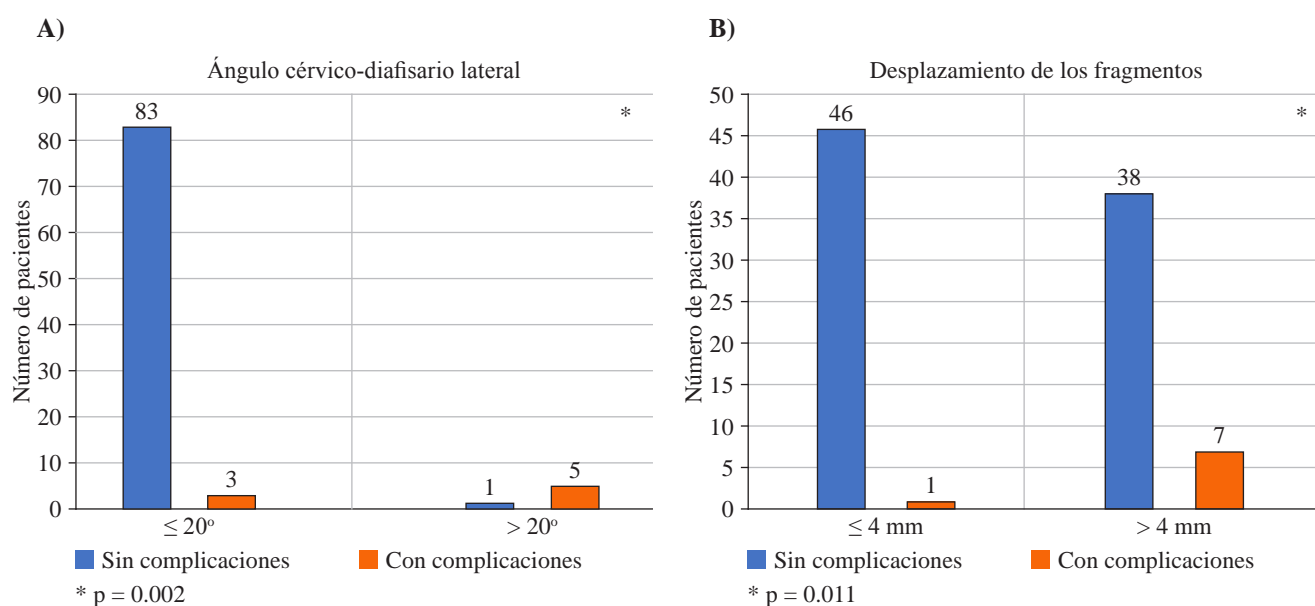 A)
Ángulo cérvico-diafisario lateral
Número de pacientes
90
80
70
60
50
40
30
20
10
0
83
3
1
5
*
≤ 20º
> 20º
Sin complicaciones
Con complicaciones
* p = 0.002
B)
Desplazamiento de los fragmentos
Número de pacientes
50
45
40
35
30
25
20
15
10
5
0
46
1
38
7
*
≤ 4 mm
> 4 mm
Sin complicaciones
Con complicaciones
* p = 0.011